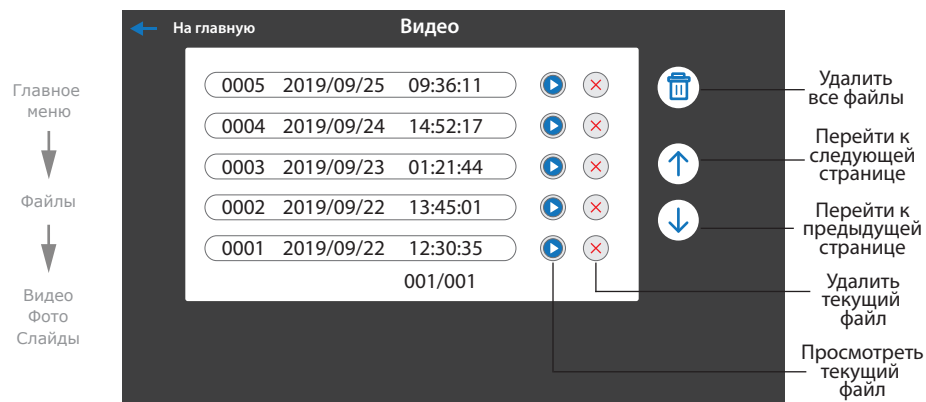 На главную
Видео
Главное
меню
Файлы
Видео
Фото
Слайды
0005 2019/09/25 09:36:11
0004 2019/09/24 14:52:17
0003 2019/09/23 01:21:44
0002 2019/09/22 13:45:01
0001 2019/09/22 12:30:35
001/001
Удалить
все файлы
Перейти к
следующей
странице
Перейти к
предыдущей
странице
Удалить
текущий
файл
Просмотреть
текущий
файл